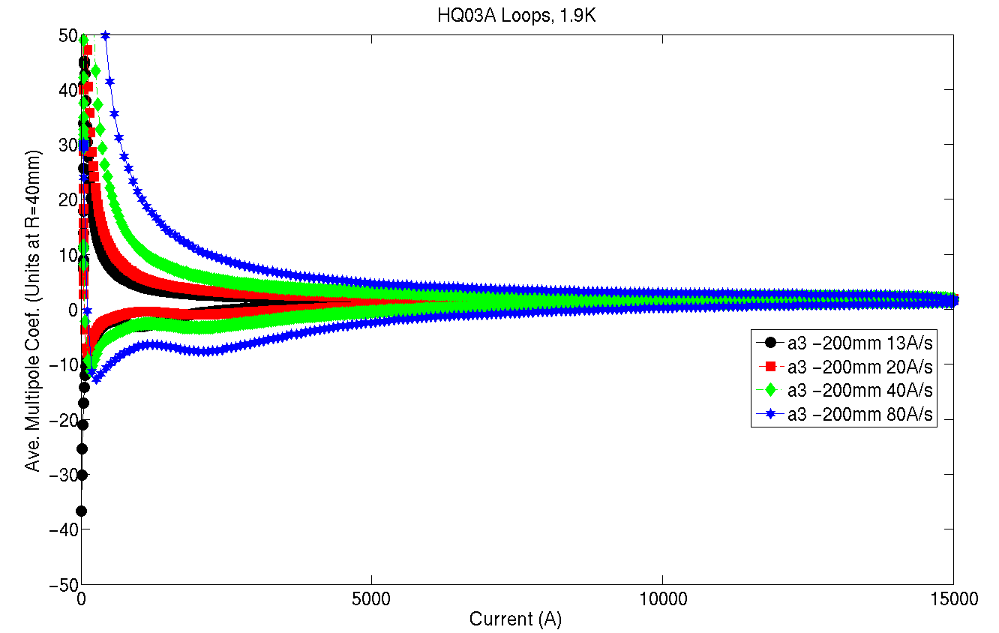 HQ03A Loops, 1.9K
Ave. Multipole Coef. (Units at R=40mm)
50
40
30
20
10
0
−10
−20
−30
−40
−50
a3 −200mm 13A/s
a3 −200mm 20A/s
a3 −200mm 40A/s
a3 −200mm 80A/s
0
5000
10000
15000
Current (A)